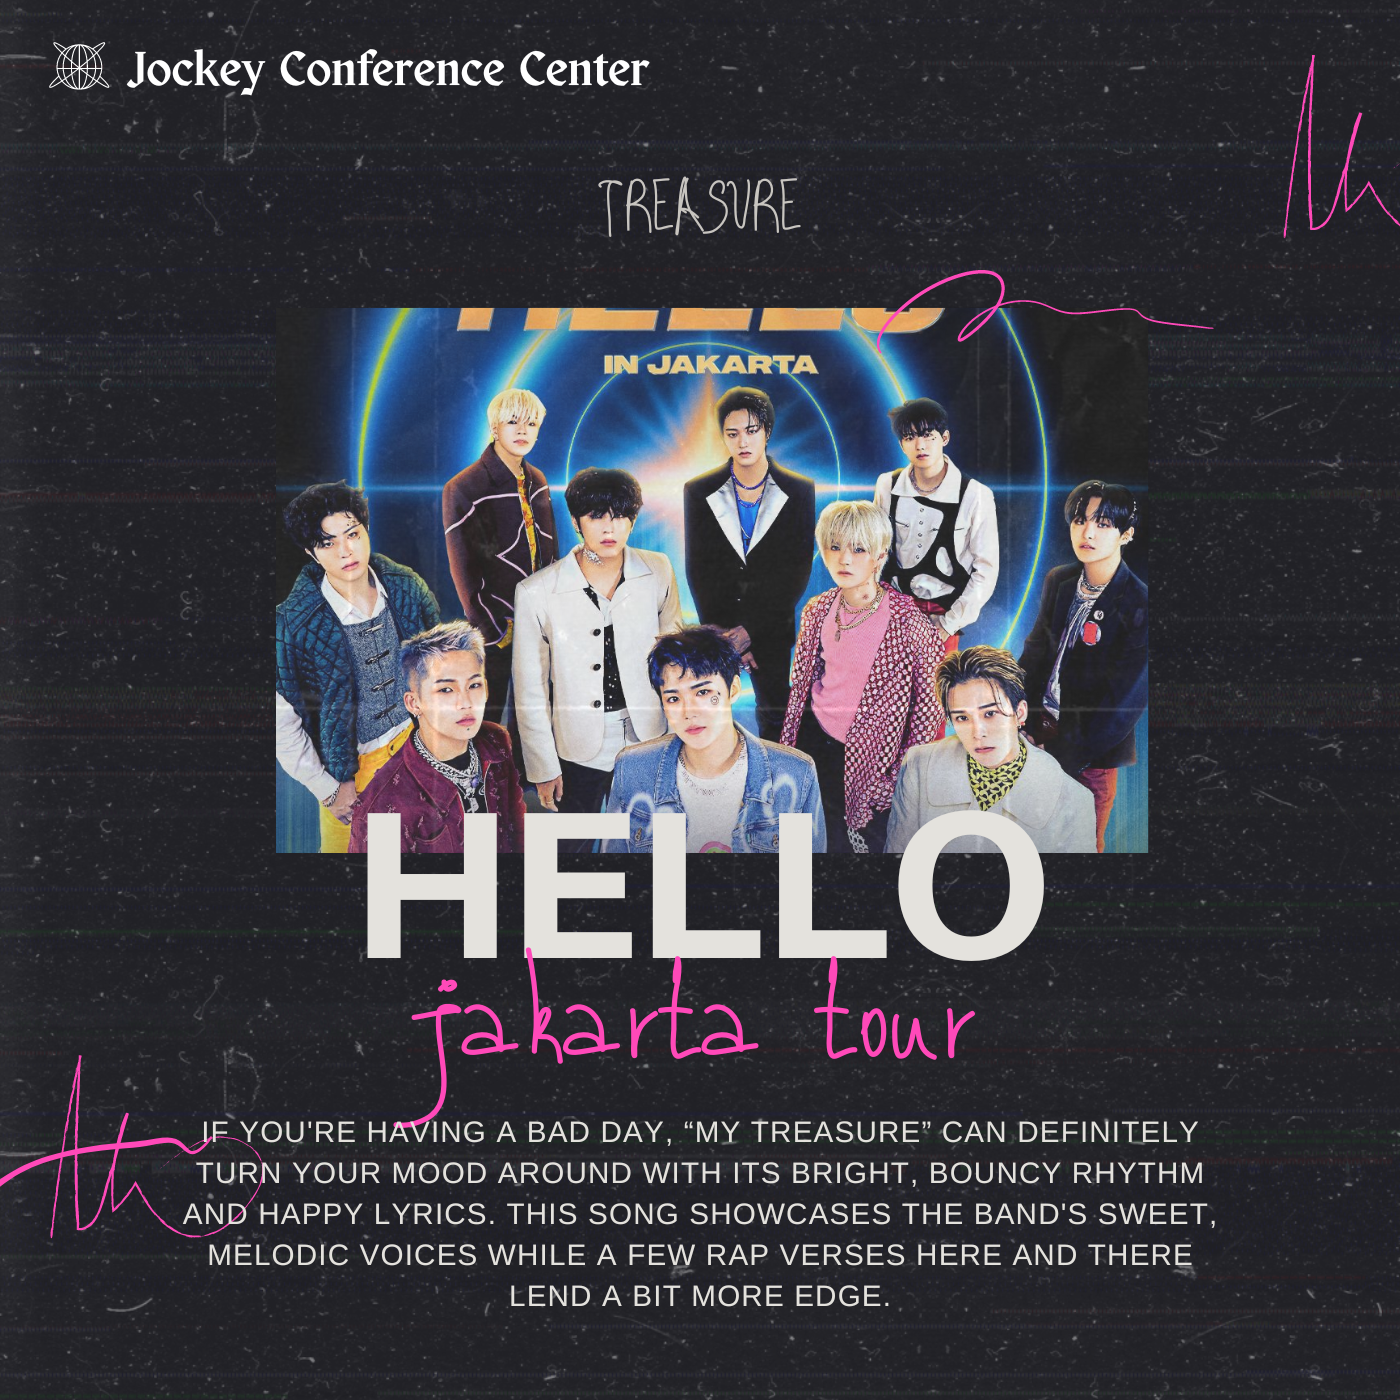 Jockey Conference Center
TREASURE
HELLO
IN JAKARTA
HELLO
jakarta tour
IF YOU'RE HAVING A BAD DAY, “MY TREASURE” CAN DEFINITELY
TURN YOUR MOOD AROUND WITH ITS BRIGHT, BOUNCY RHYTHM
AND HAPPY LYRICS. THIS SONG SHOWCASES THE BAND'S SWEET,
MELODIC VOICES WHILE A FEW RAP VERSES HERE AND THERE
LEND A BIT MORE EDGE.